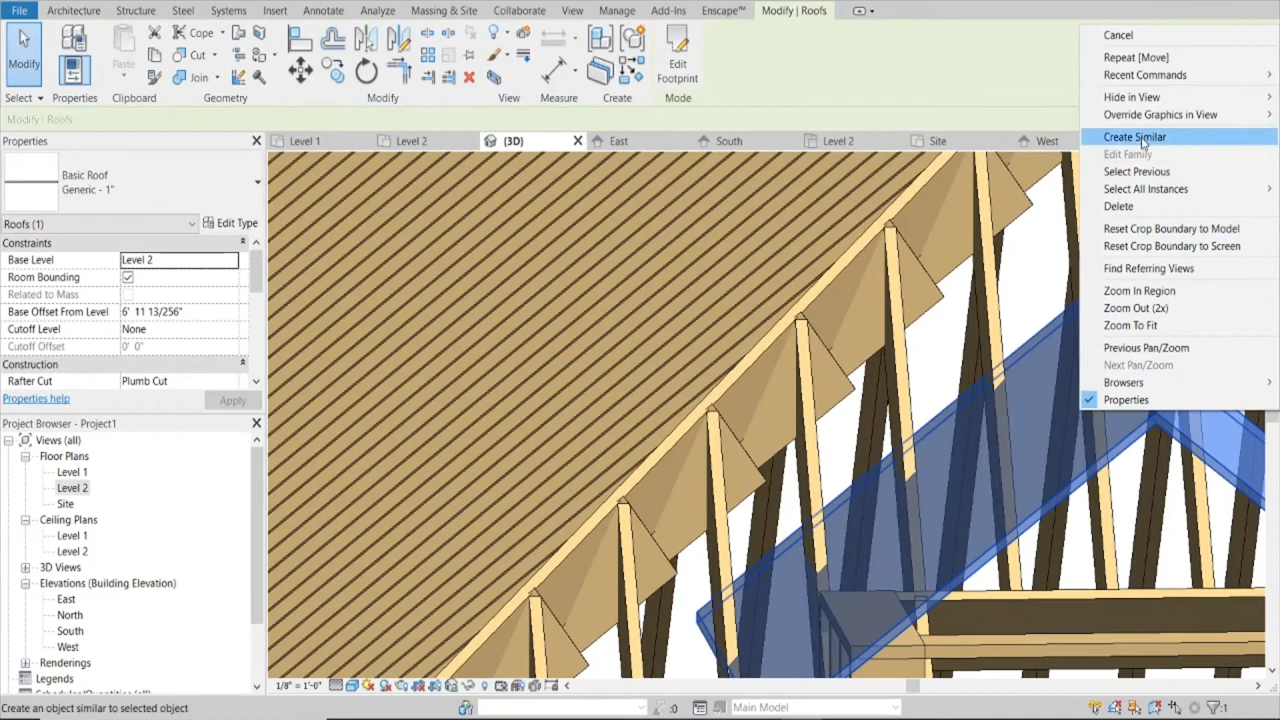 File Architecture Structure Steel Systems Insert Annotate Analyze Massing & Site Collaborate View Manage Add-Ins Enscape™ Modify | Roofs
Cope
Cut
Join
Modify
Paste
Edit
Footprint
Select Properties Clipboard Geometry Modify View Measure Create Mode
Modify | Roofs
Properties
Level 1
Level 2
(3D)
East
South
Level 2
Site
West
Basic Roof
Generic - 1"
Roofs (1)
Edit Type
Constraints
Base Level Level 2
Room Bounding
Related to Mass
Base Offset From Level 6' 11 13/256"
Cutoff Level None
Cutoff Offset 0' 0"
Construction
Rafter Cut Plumb Cut
Properties help
Apply
Project Browser - Project1
Views (all)
Floor Plans
Level 1
Level 2
Site
Ceiling Plans
Level 1
Level 2
3D Views
Elevations (Building Elevation)
East
North
South
West
Renderings
Legends
Schedules/Quantities (all)
Cancel
Repeat [Move]
Recent Commands
Hide in View
Override Graphics in View
Create Similar
Edit Family
Select Previous
Select All Instances
Delete
Reset Crop Boundary to Model
Reset Crop Boundary to Screen
Find Referring Views
Zoom In Region
Zoom Out (2x)
Zoom To Fit
Previous Pan/Zoom
Next Pan/Zoom
Browsers
Properties
1/8" = 1'-0"
Create an object similar to selected object
:0
Main Model
:1